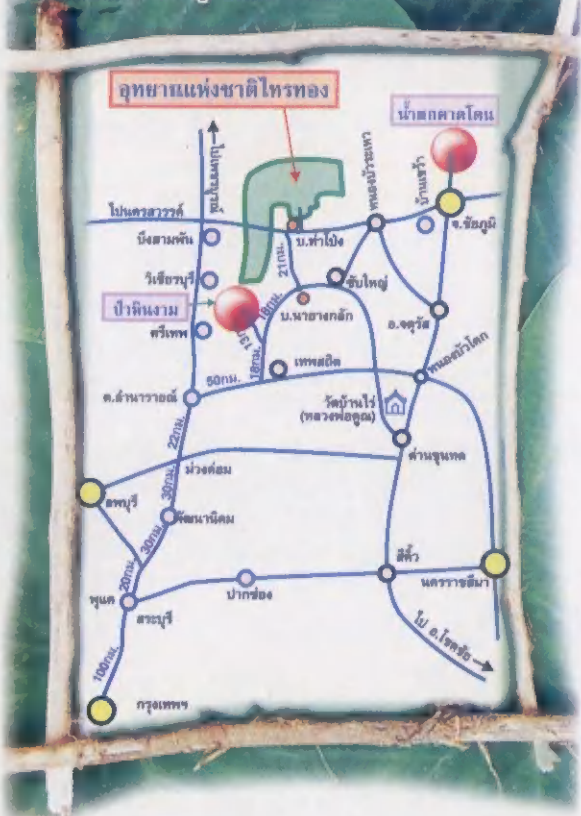 อุทยานแห่งชาติไทรทอง
น้ำตกตาดโตน
ไปเพชรบูรณ์
หนองบัวระเหว
บ้านเขว้า
ไปนครสวรรค์
จ.ชัยภูมิ
บึงสามพัน
บ.ท่าโป่ง
21กม.
วิเชียรบุรี
ซับใหญ่
ป่าหินงาม
18กม.
บ.นายางกลัก
อ.จตุรัส
ศรีเทพ
18กม.
เทพสถิต
หนองบัวโคก
50กม.
ต.ลำนารายณ์
วัดบ้านไร่
(หลวงพ่อคูณ)
22กม.
ด่านขุนทด
ม่วงค่อม
ลพบุรี
30กม.
พัฒนานิคม
30กม.
สีคิ้ว
20กม.
นครราชสีมา
ปากช่อง
พุแค
สระบุรี
ไป อ.โชคชัย
100กม.
กรุงเทพฯ